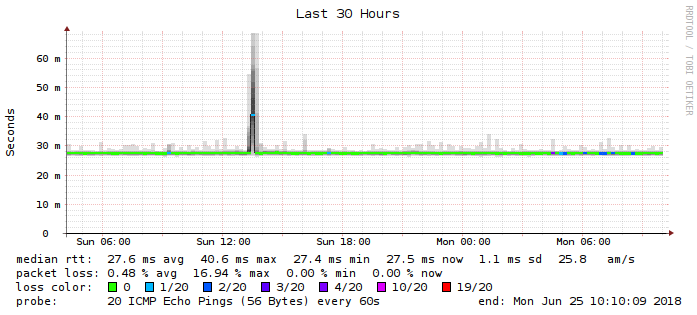 Last 30 Hours
RRDTOOL / TOBI OETIKER
Seconds
60 m
50 m
40 m
30 m
20 m
10 m
0
Sun 06:00 Sun 12:00 Sun 18:00 Mon 00:00 Mon 06:00
median rtt: 27.6 ms avg 40.6 ms max 27.4 ms min 27.5 ms now 1.1 ms sd 25.8 am/s
packet loss: 0.48 % avg 16.94 % max 0.00 % min 0.00 % now
loss color: 0 1/20 2/20 3/20 4/20 10/20 19/20
probe: 20 ICMP Echo Pings (56 Bytes) every 60s end: Mon Jun 25 10:10:09 2018